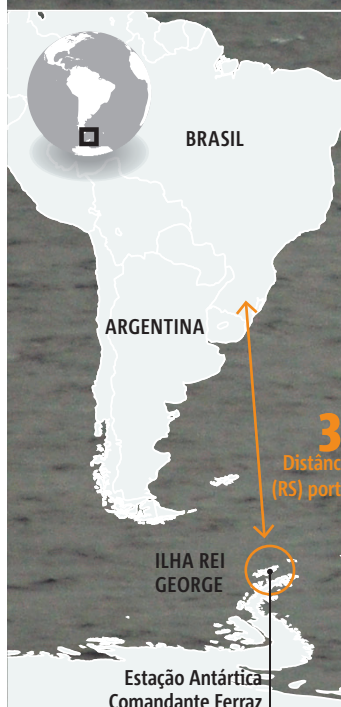 BRASIL
ARGENTINA
3
Distânc
(RS) port
ILHA REI
GEORGE
Estação Antártica
Comandante Ferraz